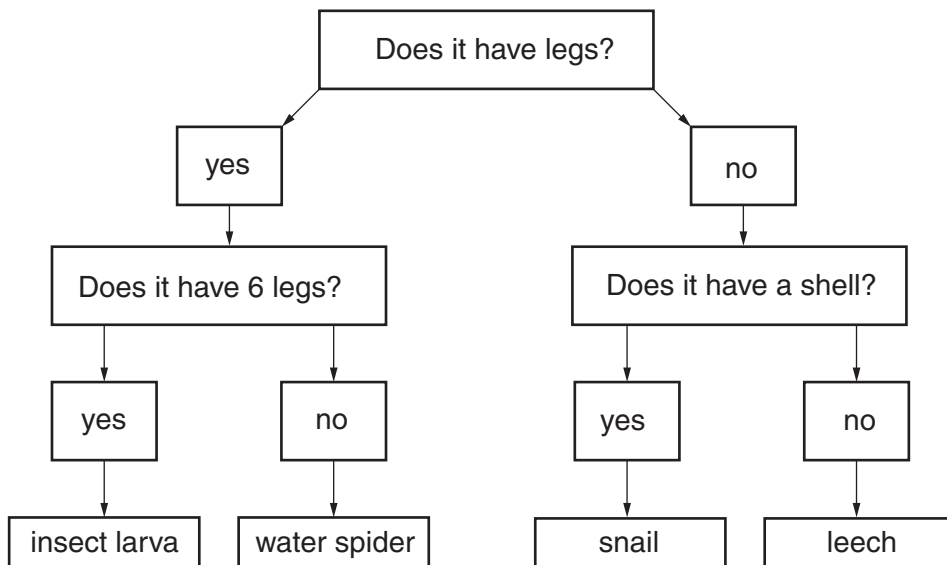 Does it have legs?
yes
no
Does it have 6 legs?
Does it have a shell?
yes
no
yes
no
insect larva
water spider
snail
leech